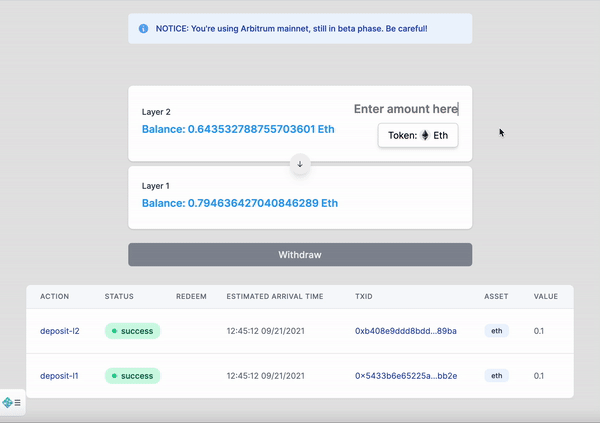 NOTICE: You're using Arbitrum mainnet, still in beta phase. Be careful!
Layer 2
Enter amount here
Balance: 0.643532788755703601 Eth
Token: Eth
Layer 1
Balance: 0.794636427040846289 Eth
Withdraw
ACTION STATUS REDEEM ESTIMATED ARRIVAL TIME TXID ASSET VALUE
deposit-l2 success 12:45:12 09/21/2021 0xb408e9ddd8bdd...89ba eth 0.1
deposit-l1 success 12:45:12 09/21/2021 0x5433b6e65225a...bb2e eth 0.1